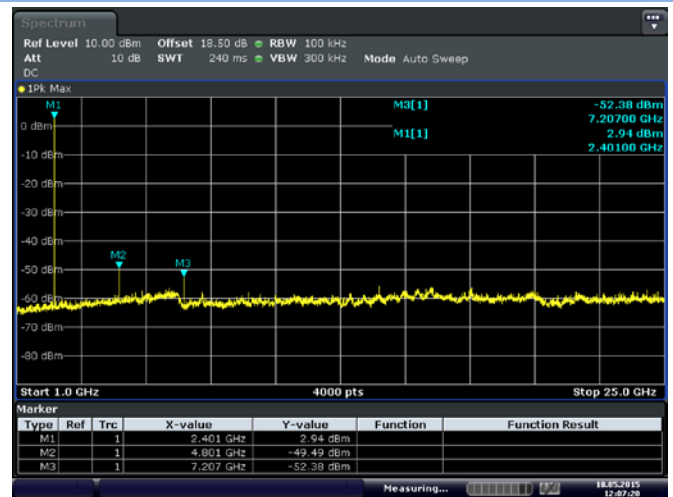 Spectrum
Ref Level 10.00 dBm Offset 18.50 dB RBW 100 kHz
Att 10 dB SWT 240 ms VBW 300 kHz Mode Auto Sweep
DC
1Pk Max
M1 M3[1] -52.38 dBm
7.20700 GHz
0 dBm M1[1] 2.94 dBm
2.40100 GHz
-10 dBm
-20 dBm
-30 dBm
-40 dBm
M2
M3
-50 dBm
-60 dBm
-70 dBm
-80 dBm
Start 1.0 GHz 4000 pts Stop 25.0 GHz
Marker
Type Ref Trc X-value Y-value Function Function Result
M1 1 2.401 GHz 2.94 dBm
M2 1 4.801 GHz -49.49 dBm
M3 1 7.207 GHz -52.38 dBm
Measuring... 18.05.2015
12:07:20